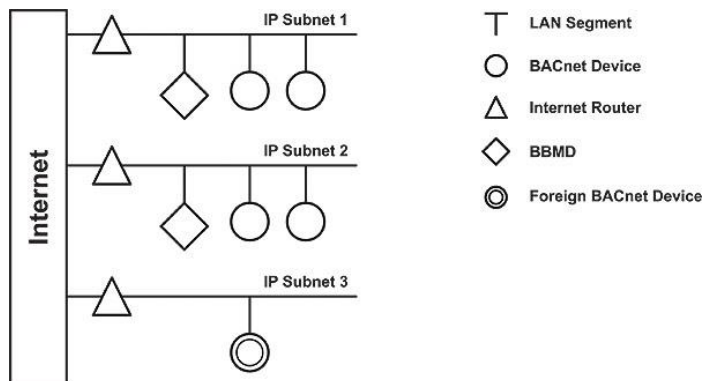 IP Subnet 1
IP Subnet 2
IP Subnet 3
Internet
LAN Segment
BACnet Device
Internet Router
BBMD
Foreign BACnet Device